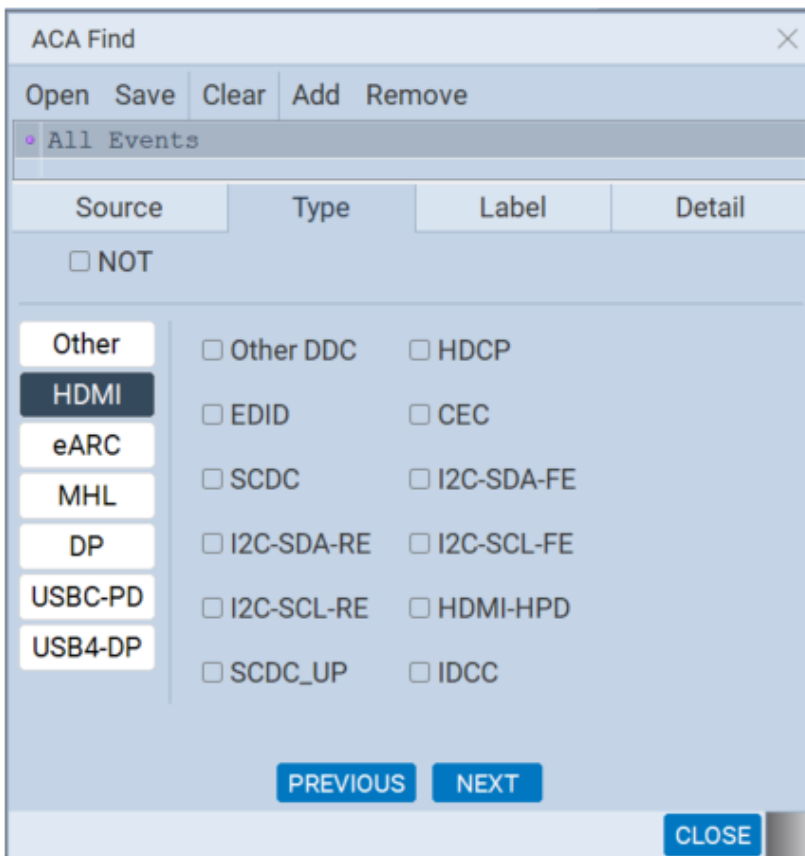 ACA Find
Open Save Clear Add Remove
All Events
Source Type Label Detail
NOT
Other
HDMI
eARC
MHL
DP
USBC-PD
USB4-DP
Other DDC HDCP
EDID CEC
SCDC I2C-SDA-FE
I2C-SDA-RE I2C-SCL-FE
I2C-SCL-RE HDMI-HPD
SCDC_UP IDCC
PREVIOUS NEXT
CLOSE